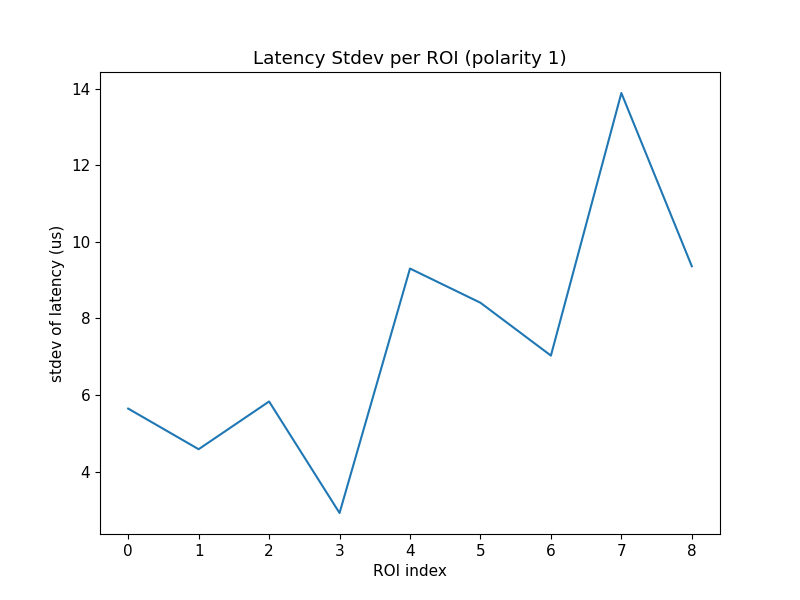 Latency Stdev per ROI (polarity 1)
14
12
10
8
6
4
stdev of latency (us)
0 1 2 3 4 5 6 7 8
ROI index